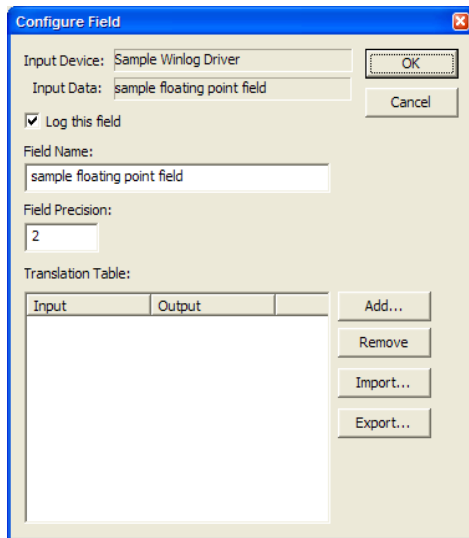 Configure Field
Input Device: Sample Winlog Driver
OK
Input Data: sample floating point field
Cancel
Log this field
Field Name:
sample floating point field
Field Precision:
2
Translation Table:
Input Output
Add...
Remove
Import...
Export...